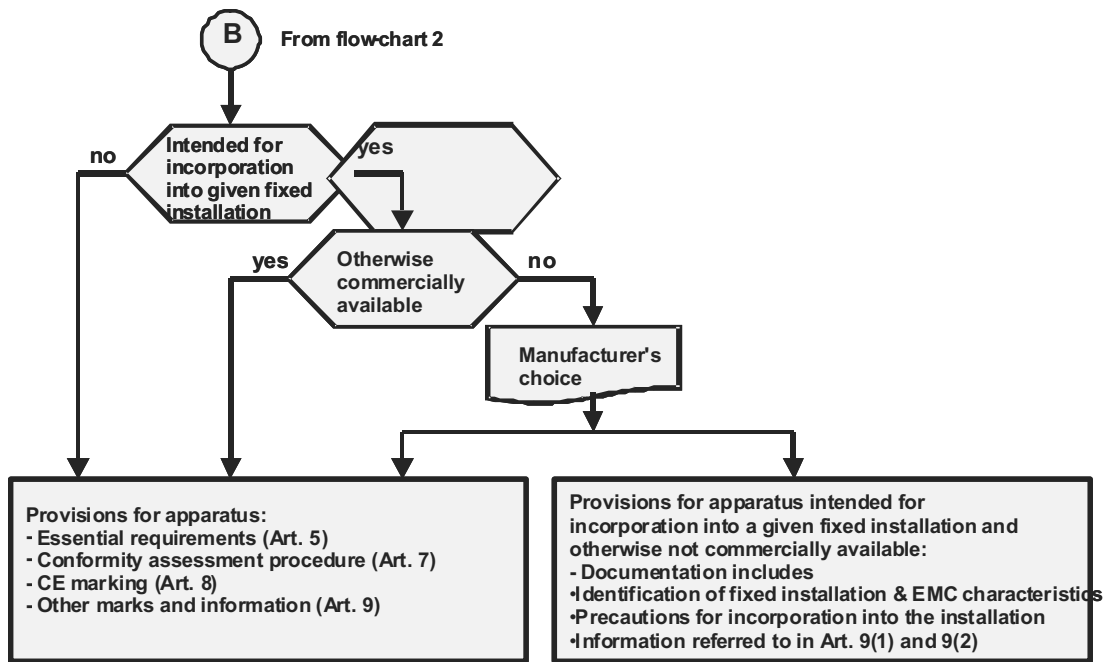 B
From flow-chart 2
Intended for
incorporation
into given fixed
installation
no
yes
Otherwise
commercially
available
yes
no
Manufacturer's
choice
Provisions for apparatus:
- Essential requirements (Art. 5)
- Conformity assessment procedure (Art. 7)
- CE marking (Art. 8)
- Other marks and information (Art. 9)
Provisions for apparatus intended for
incorporation into a given fixed installation and
otherwise not commercially available:
- Documentation includes
•Identification of fixed installation & EMC characteristics
•Precautions for incorporation into the installation
•Information referred to in Art. 9(1) and 9(2)